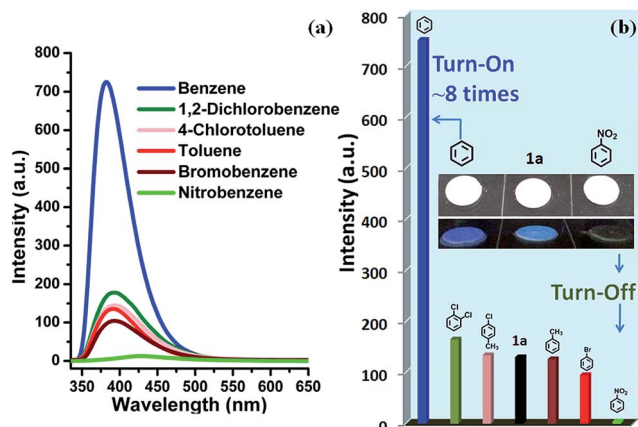 (a)
800
700
600
500
400
300
200
100
0
Intensity (a.u.)
Benzene
1,2-Dichlorobenzene
4-Chlorotoluene
Toluene
Bromobenzene
Nitrobenzene
350 400 450 500 550 600 650
Wavelength (nm)
(b)
800
700
600
500
400
300
200
100
0
Intensity (a.u.)
Turn-On
~8 times
1a
NO2
Turn-Off
Cl
Cl
Cl
CH3
1a
CH3
Br
NO2